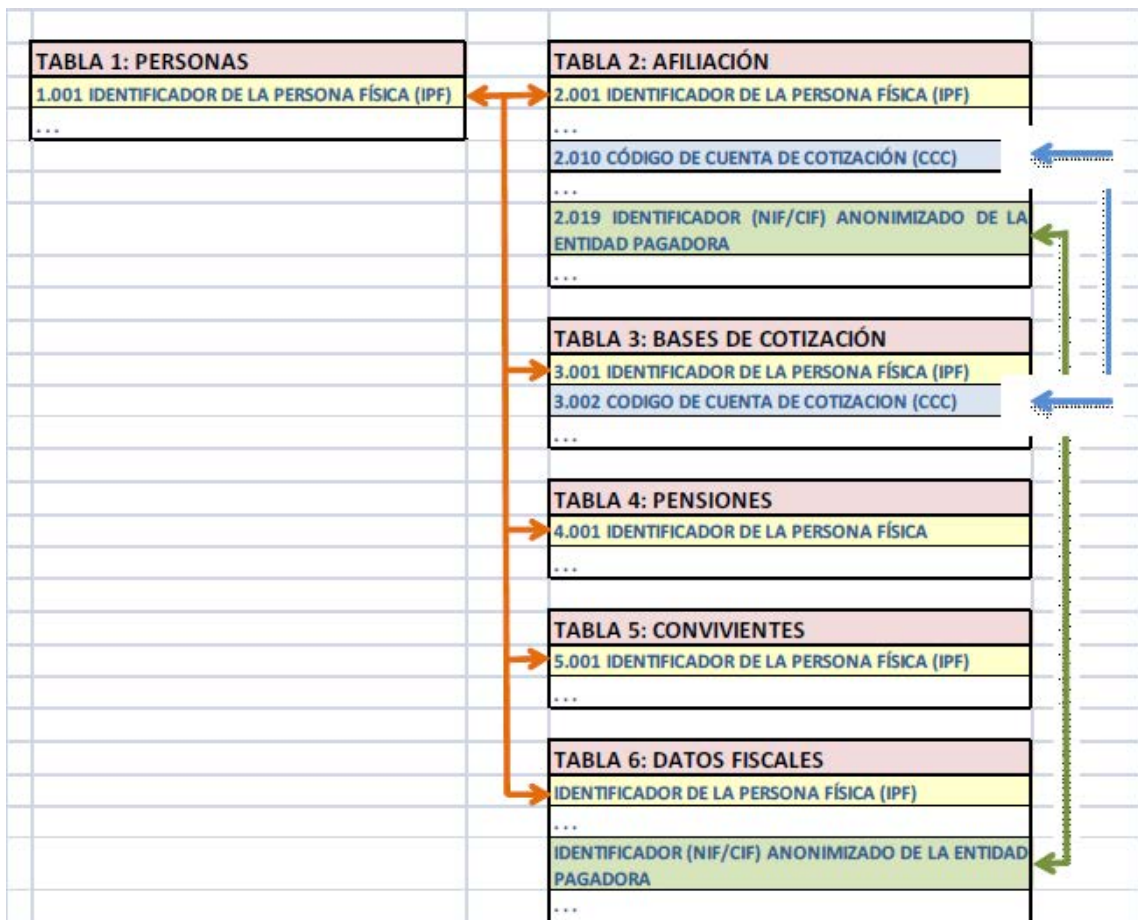 TABLA 1: PERSONAS
1.001 IDENTIFICADOR DE LA PERSONA FÍSICA (IPF)
...
TABLA 2: AFILIACIÓN
2.001 IDENTIFICADOR DE LA PERSONA FÍSICA (IPF)
...
2.010 CÓDIGO DE CUENTA DE COTIZACIÓN (CCC)
...
2.019 IDENTIFICADOR (NIF/CIF) ANONIMIZADO DE LA
ENTIDAD PAGADORA
...
TABLA 3: BASES DE COTIZACIÓN
3.001 IDENTIFICADOR DE LA PERSONA FÍSICA (IPF)
3.002 CODIGO DE CUENTA DE COTIZACION (CCC)
...
TABLA 4: PENSIONES
4.001 IDENTIFICADOR DE LA PERSONA FÍSICA
...
TABLA 5: CONVIVIENTES
5.001 IDENTIFICADOR DE LA PERSONA FÍSICA (IPF)
...
TABLA 6: DATOS FISCALES
IDENTIFICADOR DE LA PERSONA FÍSICA (IPF)
...
IDENTIFICADOR (NIF/CIF) ANONIMIZADO DE LA ENTIDAD
PAGADORA
...